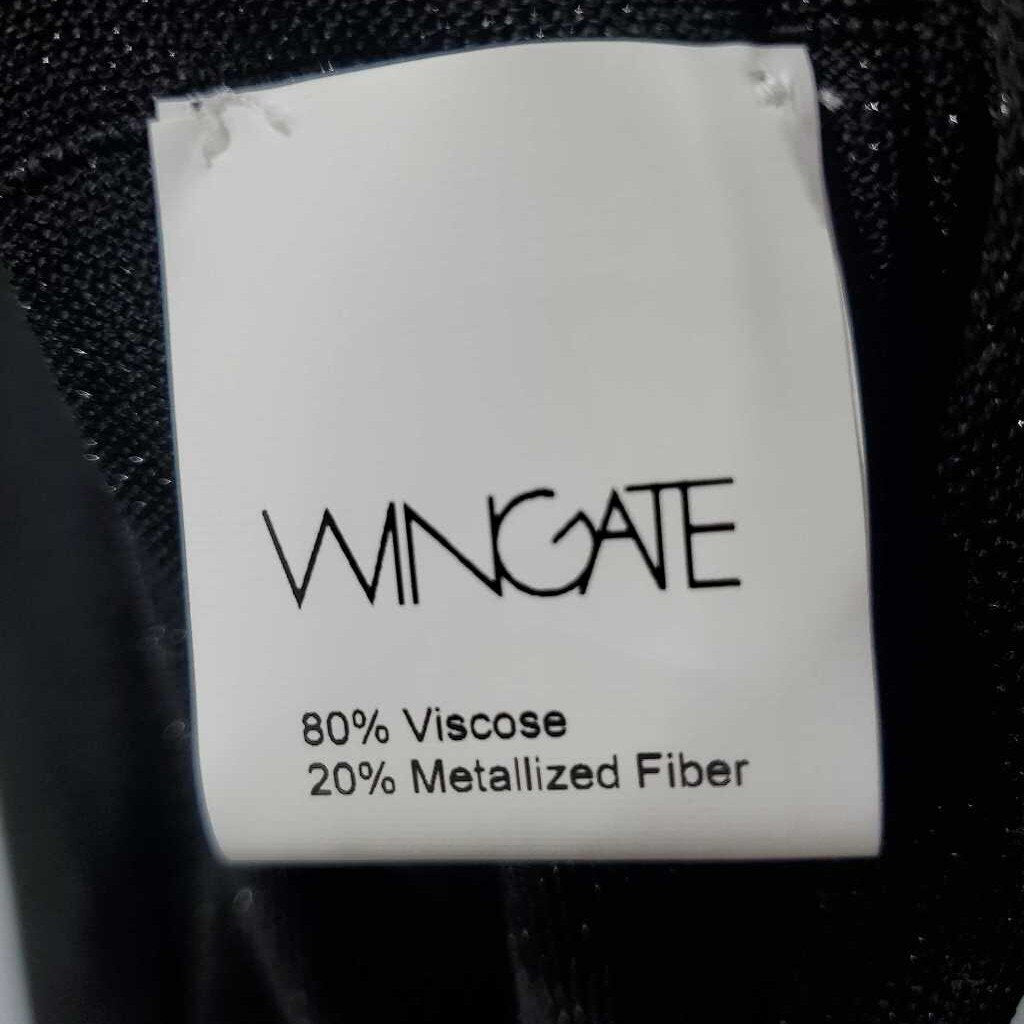 WINGATE
80% Viscose
20% Metallized Fiber